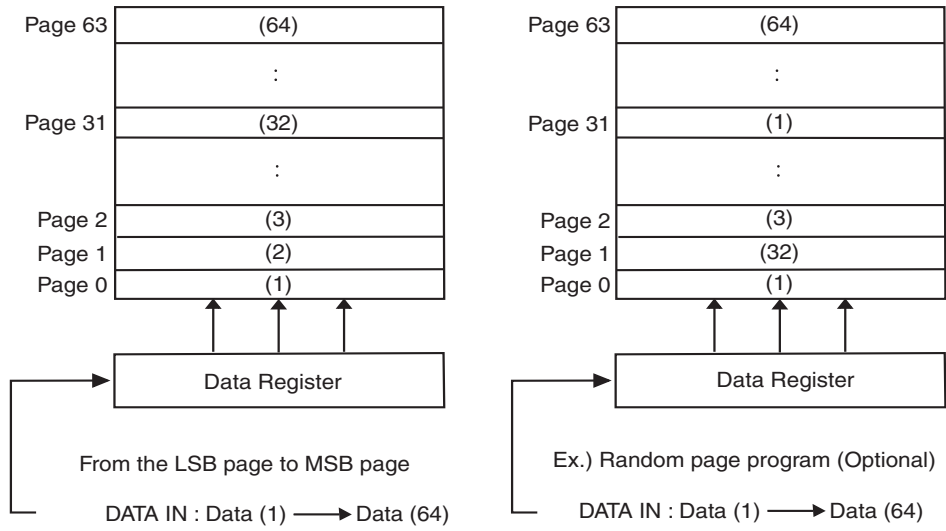 Page 63 (64)
:
Page 31 (32)
:
Page 2 (3)
Page 1 (2)
Page 0 (1)
Data Register
From the LSB page to MSB page
DATA IN : Data (1) Data (64)
Page 63 (64)
:
Page 31 (1)
:
Page 2 (3)
Page 1 (32)
Page 0 (1)
Data Register
Ex.) Random page program (Optional)
DATA IN : Data (1) Data (64)